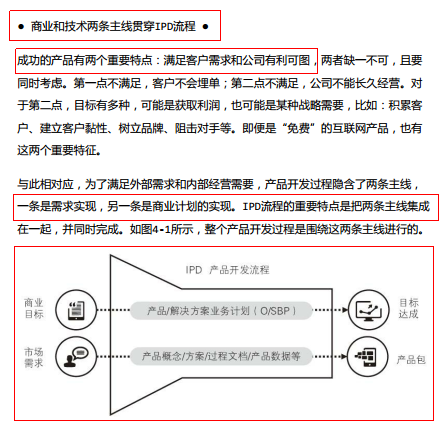 ● 商业和技术两条主线贯穿IPD流程 ●
成功的产品有两个重要特点：满足客户需求和公司有利可图，两者缺一不可，且要
同时考虑。第一点不满足，客户不会埋单；第二点不满足，公司不能长久经营。对
于第二点，目标有多种，可能是获取利润，也可能是某种战略需要，比如：积累客
户、建立客户黏性、树立品牌、阻击对手等。即便是“免费”的互联网产品，也有
这两个重要特征。
与此相对应，为了满足外部需求和内部经营需要，产品开发过程隐含了两条主线，
一条是需求实现，另一条是商业计划的实现。IPD流程的重要特点是把两条主线集成
在一起，并同时完成。如图4-1所示，整个产品开发过程是围绕这两条主线进行的。
IPD 产品开发流程
商业
目标
产品/解决方案业务计划（O/SBP）
目标
达成
市场
需求
产品概念/方案/过程文档/产品数据等
产品包